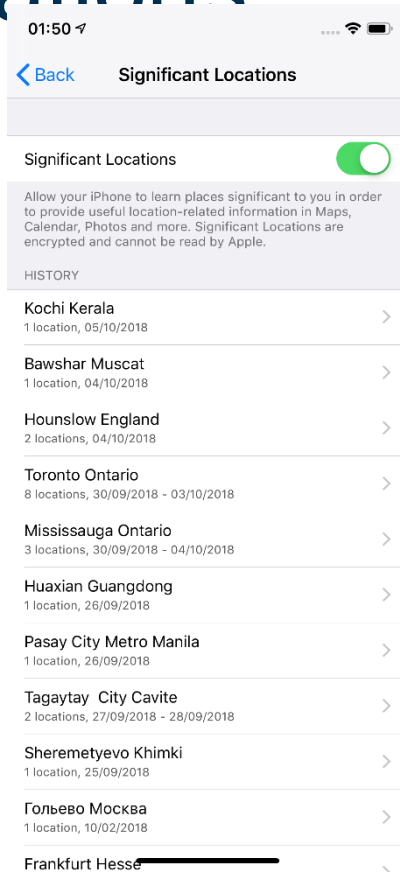 01:50
Back
Significant Locations
Significant Locations
Allow your iPhone to learn places significant to you in order
to provide useful location-related information in Maps,
Calendar, Photos and more. Significant Locations are
encrypted and cannot be read by Apple.
HISTORY
Kochi Kerala
1 location, 05/10/2018
Bawshar Muscat
1 location, 04/10/2018
Hounslow England
2 locations, 04/10/2018
Toronto Ontario
8 locations, 30/09/2018 - 03/10/2018
Mississauga Ontario
3 locations, 30/09/2018 - 04/10/2018
Huaxian Guangdong
1 location, 26/09/2018
Pasay City Metro Manila
1 location, 26/09/2018
Tagaytay  City Cavite
2 locations, 27/09/2018 - 28/09/2018
Sheremetyevo Khimki
1 location, 25/09/2018
Гольево Москва
1 location, 10/02/2018
Frankfurt Hesse